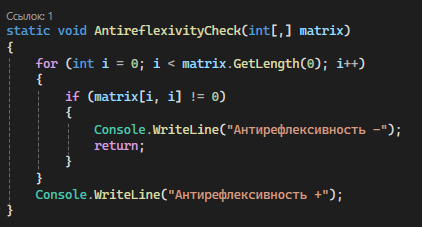 Ссылок: 1
static void AntireflexivityCheck(int[,] matrix)
{
    for (int i = 0; i < matrix.GetLength(0); i++)
    {
        if (matrix[i, i] != 0)
        {
            Console.WriteLine("Антирефлексивность -");
            return;
        }
    }
    Console.WriteLine("Антирефлексивность +");
}